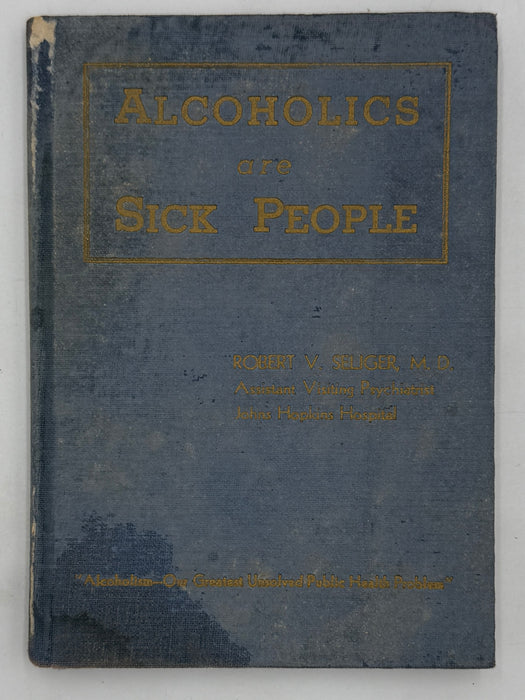 ALCOHOLICS
are
SICK PEOPLE
ROBERT V. SELIGER, M. D.
Assistant Visiting Psychiatrist
Johns Hopkins Hospital
"Alcoholism—Our Greatest Unsolved Public Health Problem"